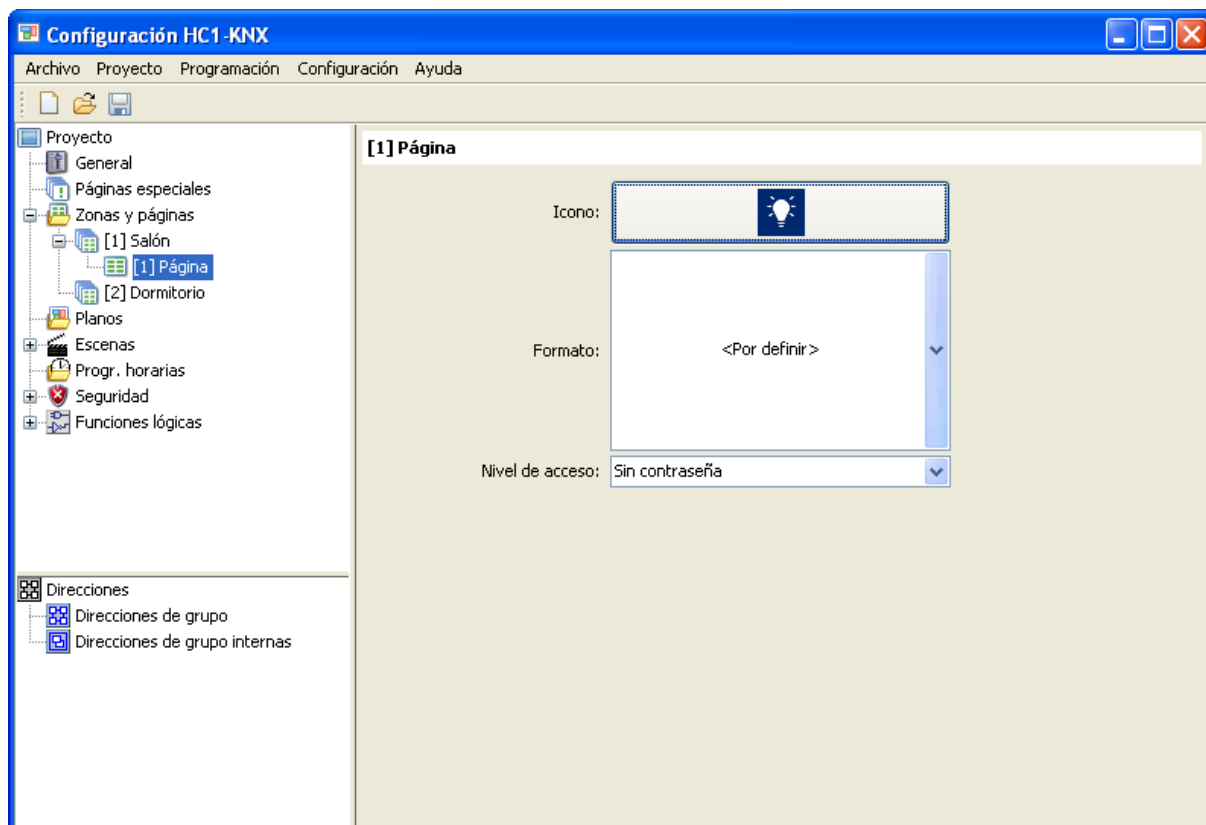 Configuración HC1-KNX
Archivo Proyecto Programación Configuración Ayuda
Proyecto
General
Páginas especiales
Zonas y páginas
[1] Salón
[1] Página
[2] Dormitorio
Planos
Escenas
Progr. horarias
Seguridad
Funciones lógicas
Direcciones
Direcciones de grupo
Direcciones de grupo internas
[1] Página
Icono:
Formato: <Por definir>
Nivel de acceso: Sin contraseña